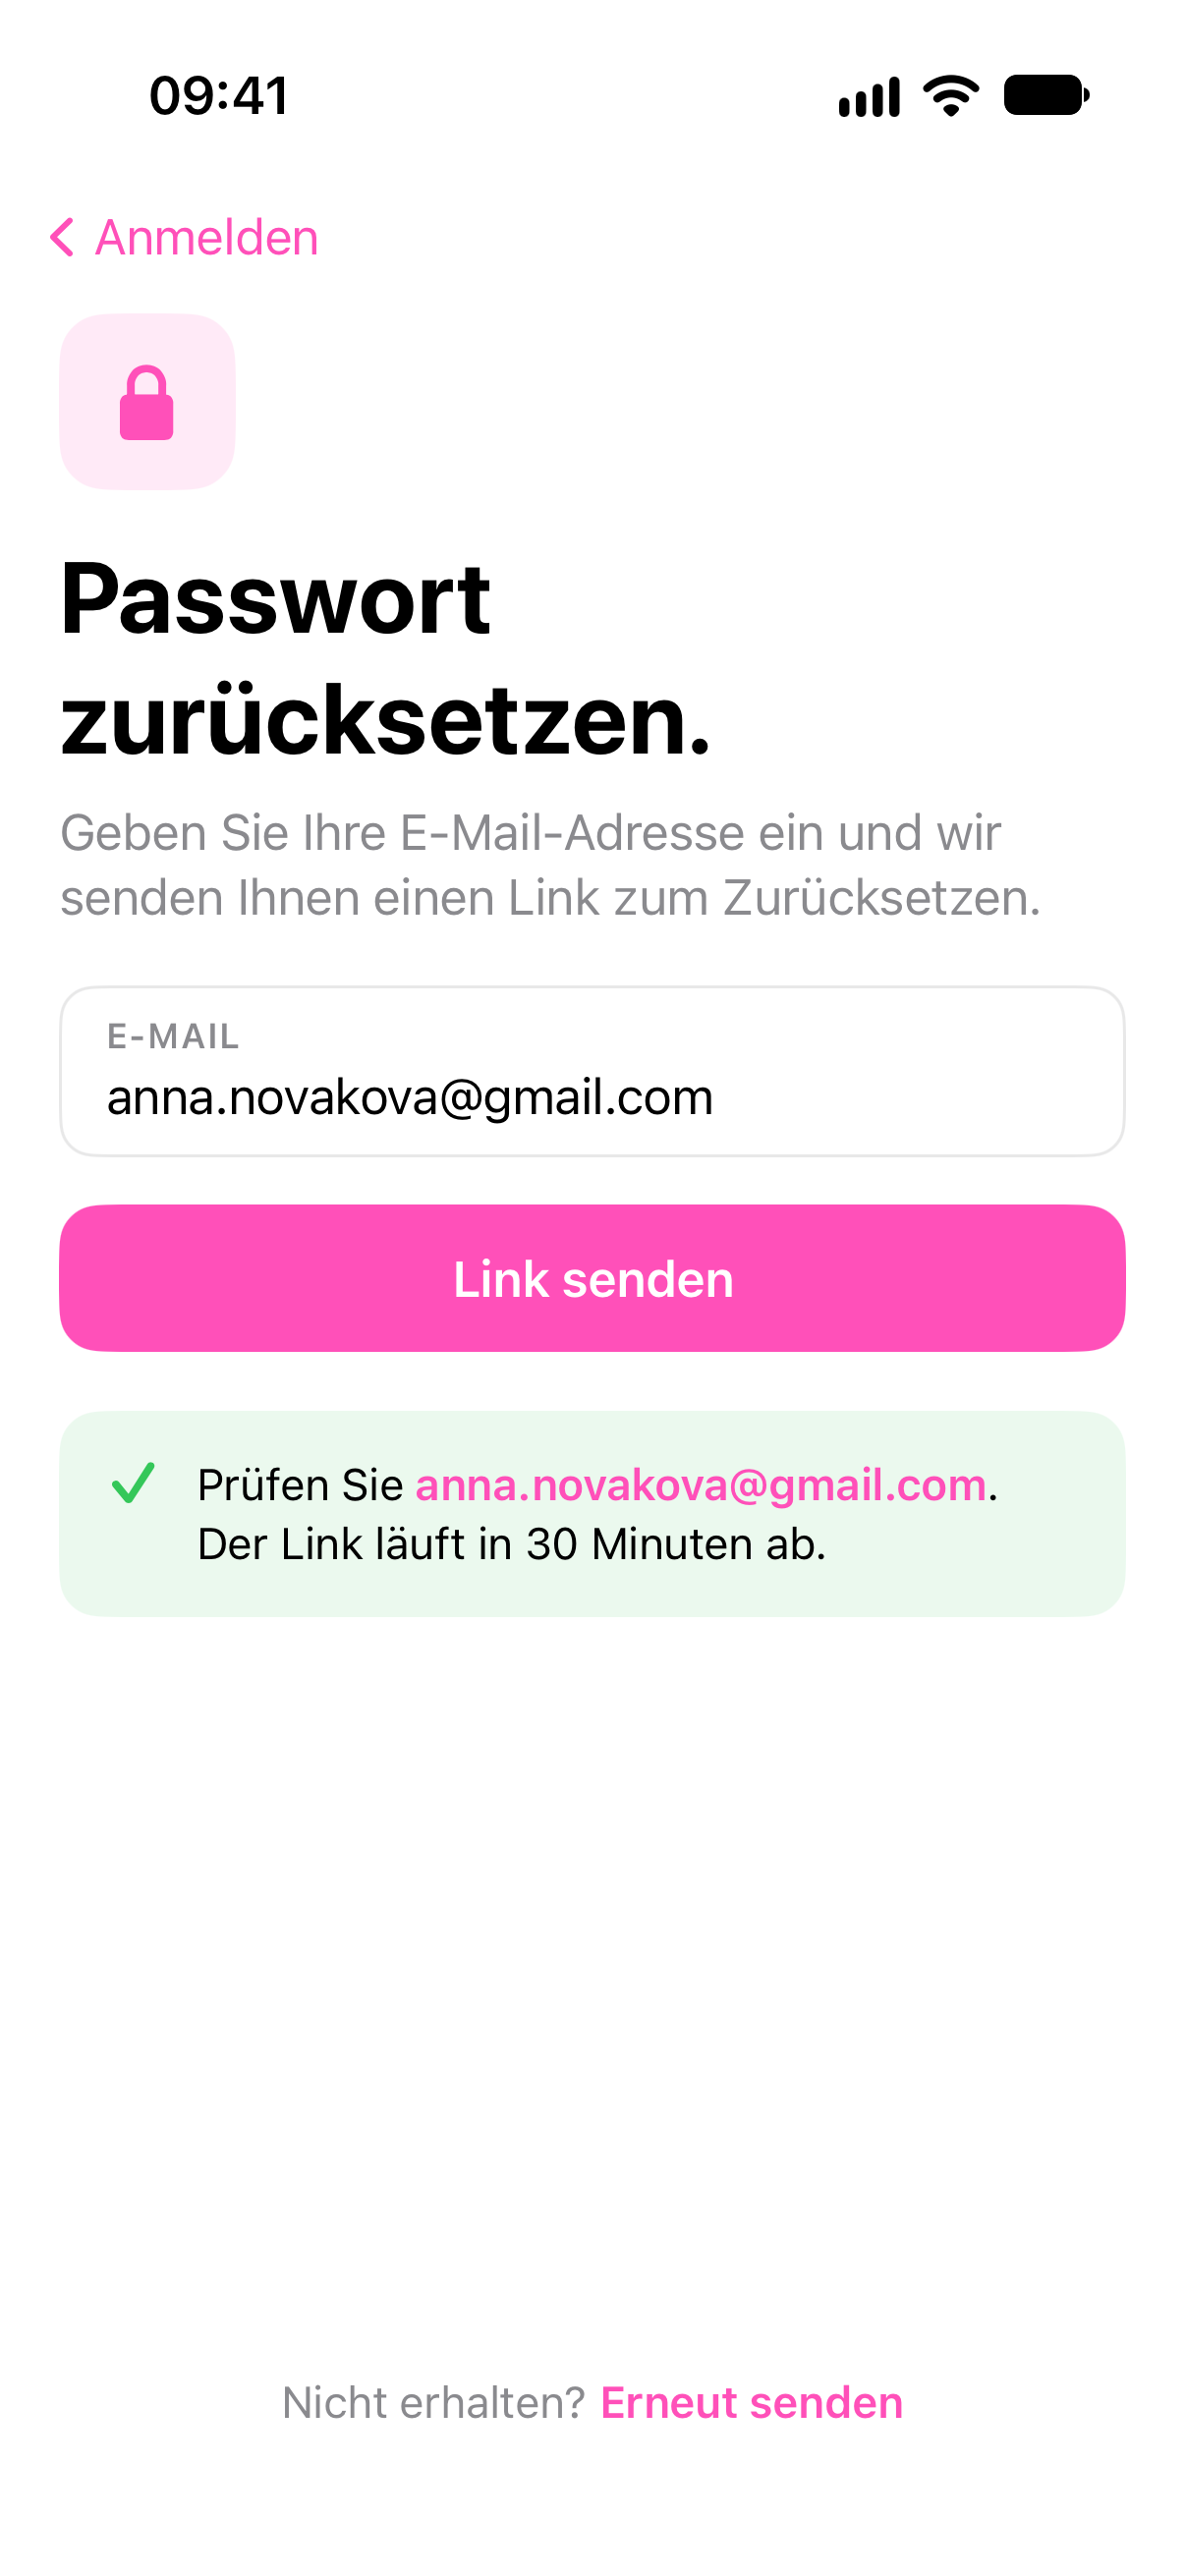 09:41
Anmelden
Passwort
zurücksetzen.
Geben Sie Ihre E-Mail-Adresse ein und wir
senden Ihnen einen Link zum Zurücksetzen.
E-MAIL
anna.novakova@gmail.com
Link senden
Prüfen Sie anna.novakova@gmail.com.
Der Link läuft in 30 Minuten ab.
Nicht erhalten? Erneut senden